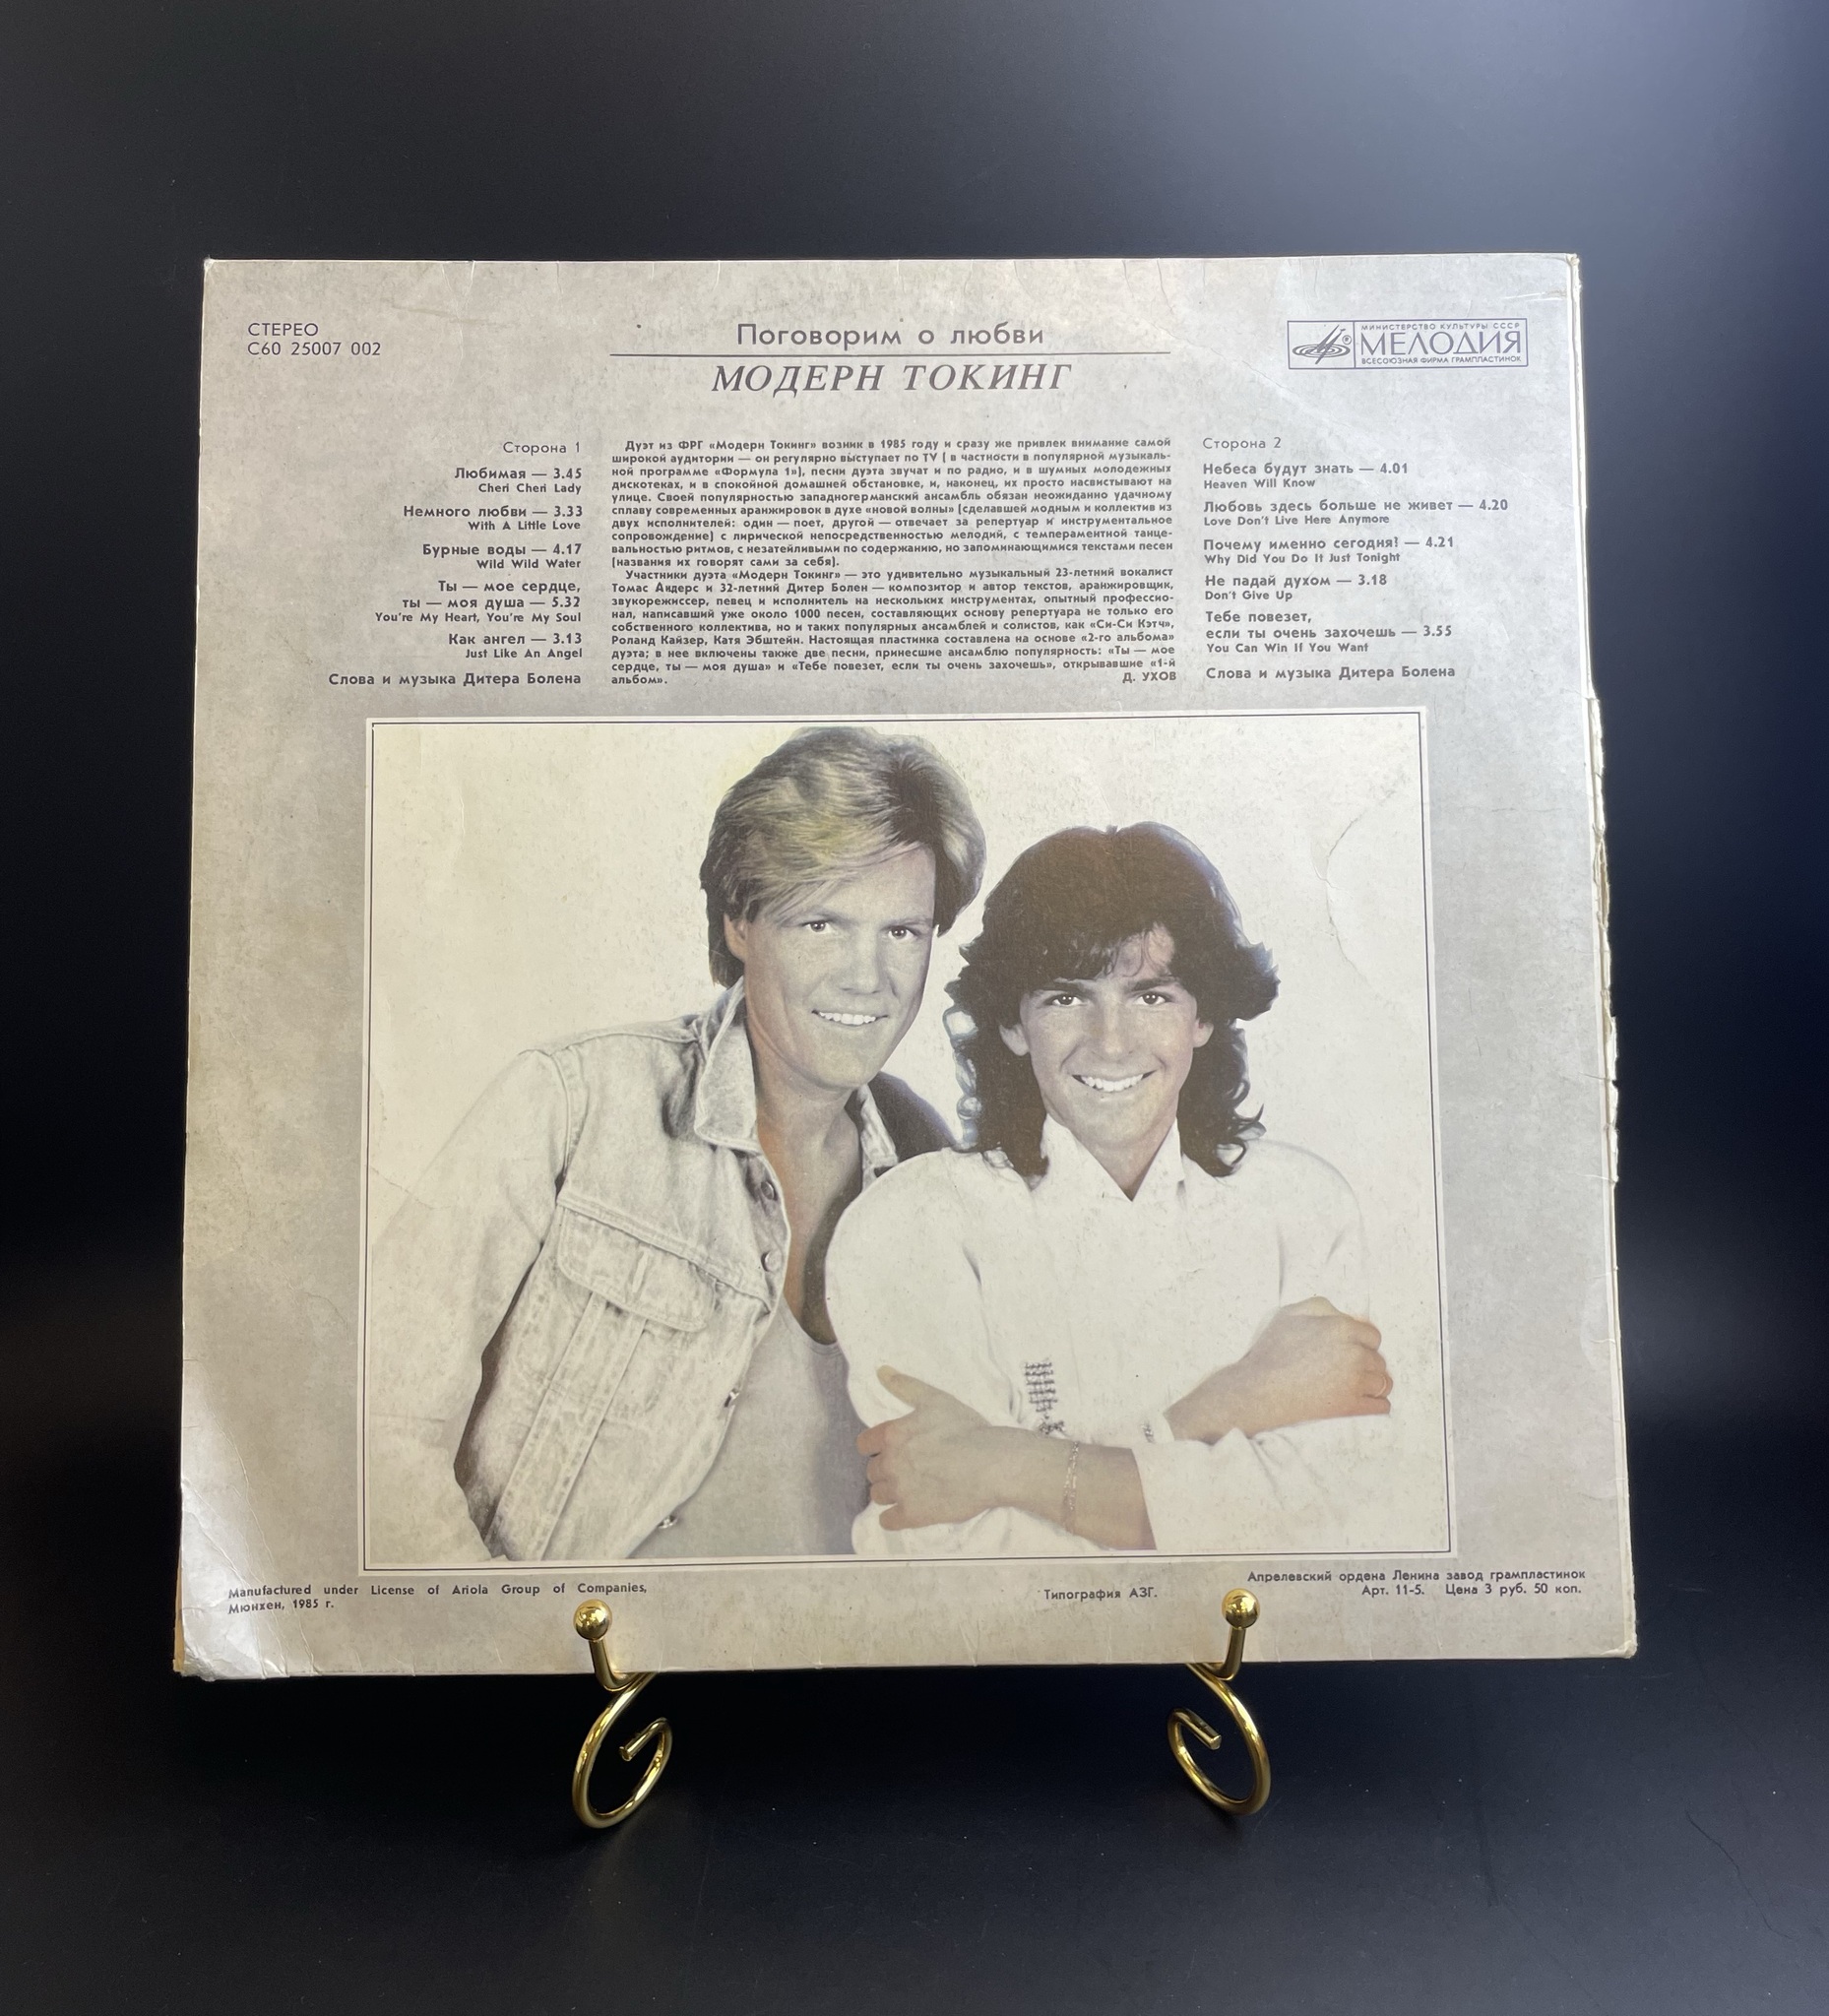 СТЕРЕО
С60 25007 002
Поговорим о любви
МОДЕРН ТОКИНГ
МИНИСТЕРСТВО КУЛЬТУРЫ СССР
МЕЛОДИЯ
ВСЕСОЮЗНАЯ ФИРМА ГРАМПЛАСТИНОК
Сторона 1
Любимая — 3.45
Cheri Cheri Lady
Немного любви — 3.33
With A Little Love
Бурные воды — 4.17
Wild Wild Water
Ты — мое сердце,
ты — моя душа — 5.32
You're My Heart, You're My Soul
Как ангел — 3.13
Just Like An Angel
Слова и музыка Дитера Болена
Дуэт из ФРГ «Модерн Токинг» возник в 1985 году и сразу же привлек внимание самой
широкой аудитории — он регулярно выступает по TV ( в частности в популярной музыкаль-
ной программе «Формула 1»), песни дуэта звучат и по радио, и в шумных молодежных
дискотеках, и в спокойной домашней обстановке, и, наконец, их просто насвистывают на
улице. Своей популярностью западногерманский ансамбль обязан неожиданно удачному
сплаву современных аранжировок в духе «новой волны» (сделавшей модным и коллектив из
двух исполнителей: один — поет, другой — отвечает за репертуар и инструментальное
сопровождение) с лирической непосредственностью мелодий, с темпераментной танце-
вальностью ритмов, с незатейливыми по содержанию, но запоминающимися текстами песен
(названия их говорят сами за себя).
Участники дуэта «Модерн Токинг» — это удивительно музыкальный 23-летний вокалист
Томас Андерс и 32-летний Дитер Болен — композитор и автор текстов, аранжировщик,
звукорежиссер, певец и исполнитель на нескольких инструментах, опытный профессио-
нал, написавший уже около 1000 песен, составляющих основу репертуара не только его
собственного коллектива, но и таких популярных ансамблей и солистов, как «Си-Си Кэтч»,
Роланд Кайзер, Катя Эбштейн. Настоящая пластинка составлена на основе «2-го альбома»
дуэта; в нее включены также две песни, принесшие ансамблю популярность: «Ты — мое
сердце, ты — моя душа» и «Тебе повезет, если ты очень захочешь», открывавшие «1-й
альбом».
Д. УХОВ
Сторона 2
Небеса будут знать — 4.01
Heaven Will Know
Любовь здесь больше не живет — 4.20
Love Don't Live Here Anymore
Почему именно сегодня? — 4.21
Why Did You Do It Just Tonight
Не падай духом — 3.18
Don't Give Up
Тебе повезет,
если ты очень захочешь — 3.55
You Can Win If You Want
Слова и музыка Дитера Болена
Manufactured under License of Ariola Group of Companies,
Мюнхен, 1985 г.
Типография АЗГ.
Апрелевский ордена Ленина завод грампластинок
Арт. 11-5. Цена 3 руб. 50 коп.